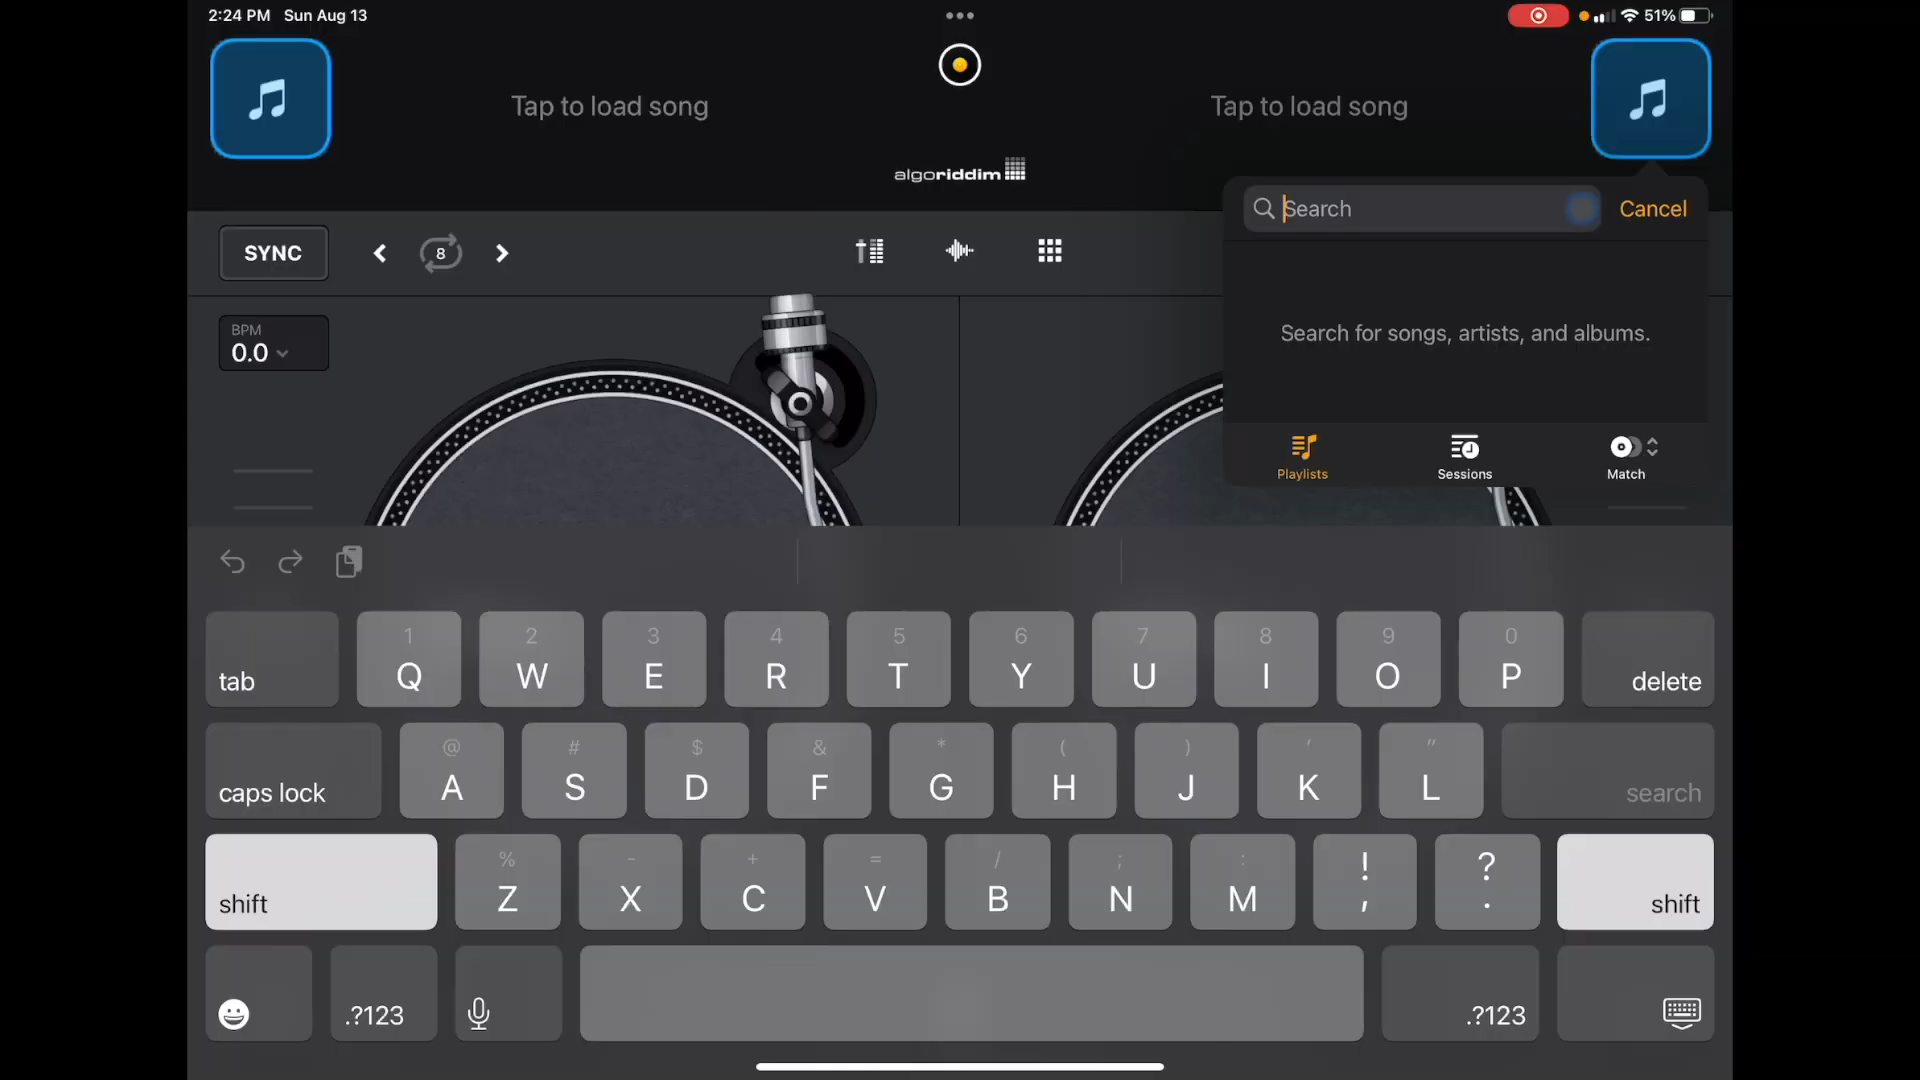 2:24 PM Sun Aug 13
51%
Tap to load song
Tap to load song
algoriddim
Search
Cancel
SYNC
8
BPM
0.0
Search for songs, artists, and albums.
Playlists
Sessions
Match
1 2 3 4 5 6 7 8 9 0
tab Q W E R T Y U I O P delete
@ # $ & * ( ) ' "
caps lock A S D F G H J K L search
% - + = / ; : ! ?
shift Z X C V B N M , . shift
.?123
.?123